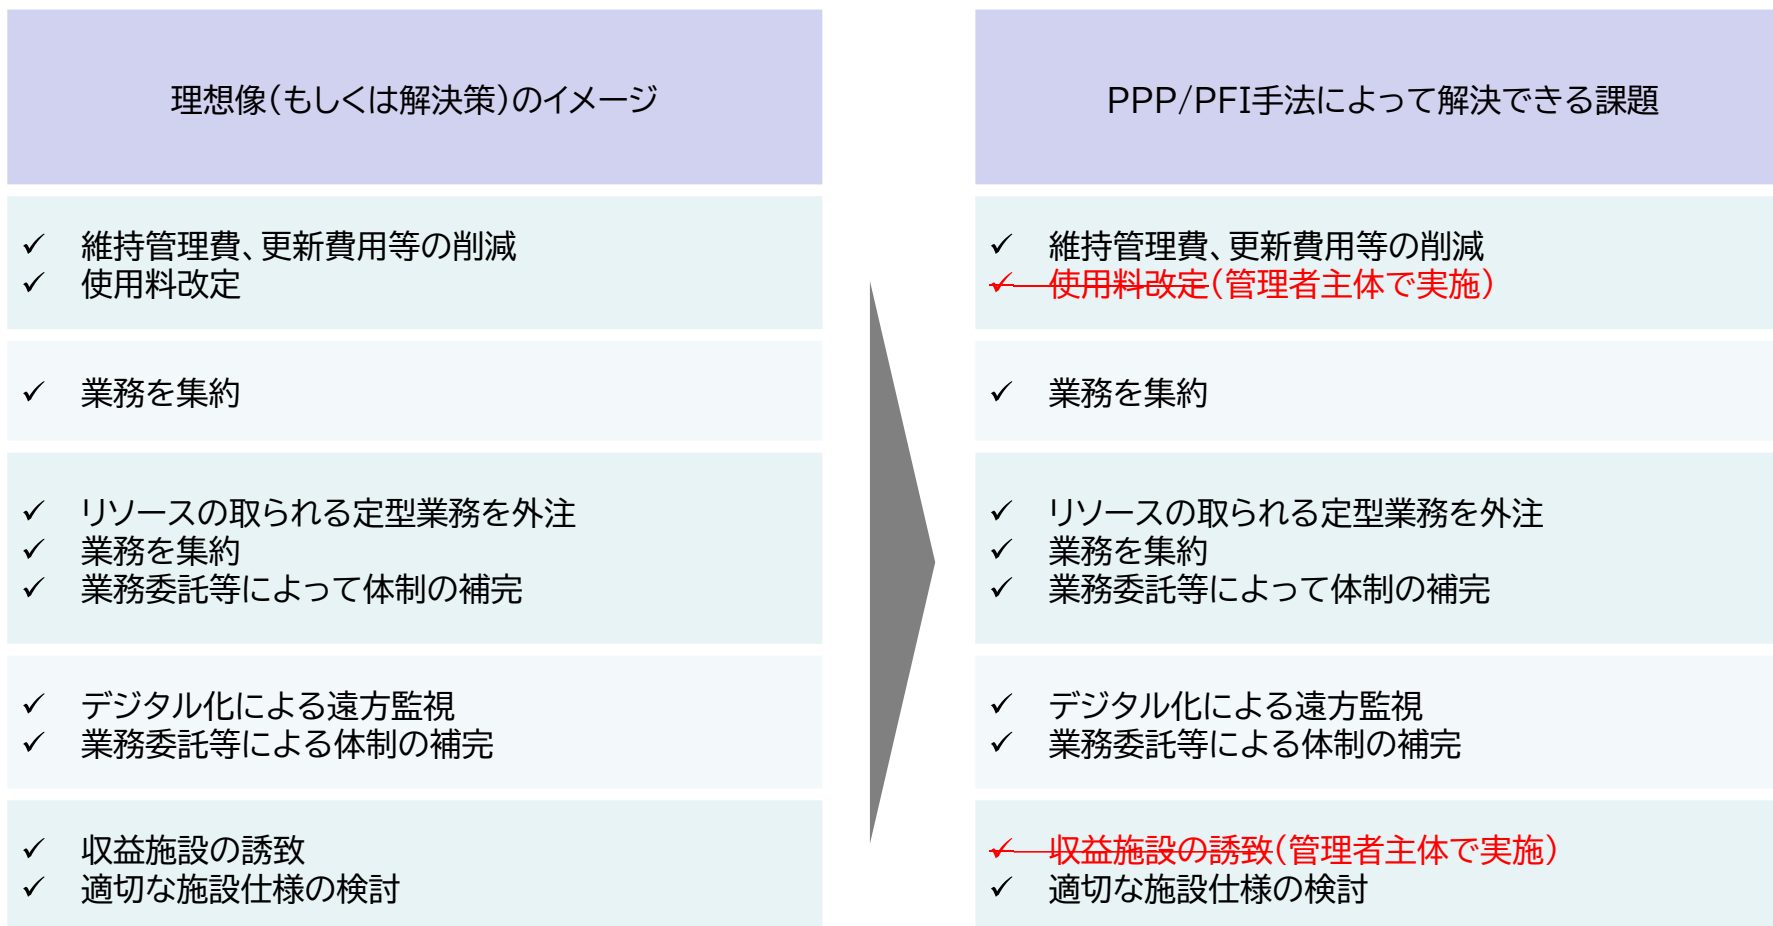 理想像(もしくは解決策)のイメージ
✓ 維持管理費、更新費用等の削減
✓ 使用料改定
✓ 業務を集約
✓ リソースの取られる定型業務を外注
✓ 業務を集約
✓ 業務委託等によって体制の補完
✓ デジタル化による遠方監視
✓ 業務委託等による体制の補完
✓ 収益施設の誘致
✓ 適切な施設仕様の検討
PPP/PFI手法によって解決できる課題
✓ 維持管理費、更新費用等の削減
✓ 使用料改定(管理者主体で実施)
✓ 業務を集約
✓ リソースの取られる定型業務を外注
✓ 業務を集約
✓ 業務委託等によって体制の補完
✓ デジタル化による遠方監視
✓ 業務委託等による体制の補完
✓ 収益施設の誘致(管理者主体で実施)
✓ 適切な施設仕様の検討